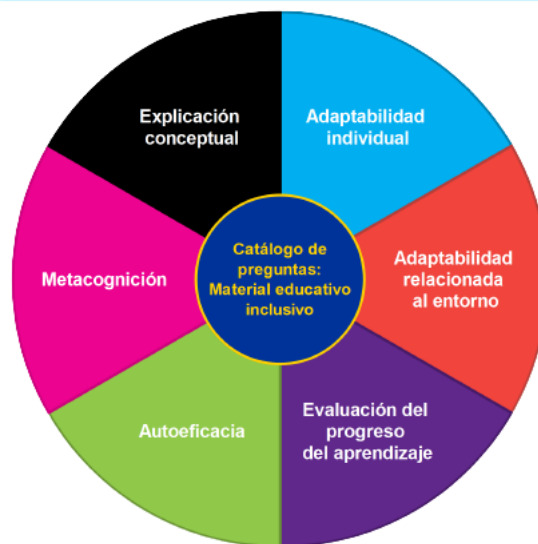 Explicación
conceptual
Adaptabilidad
individual
Metacognición
Catálogo de
preguntas:
Material educativo
inclusivo
Adaptabilidad
relacionada
al entorno
Autoeficacia
Evaluación del
progreso
del aprendizaje